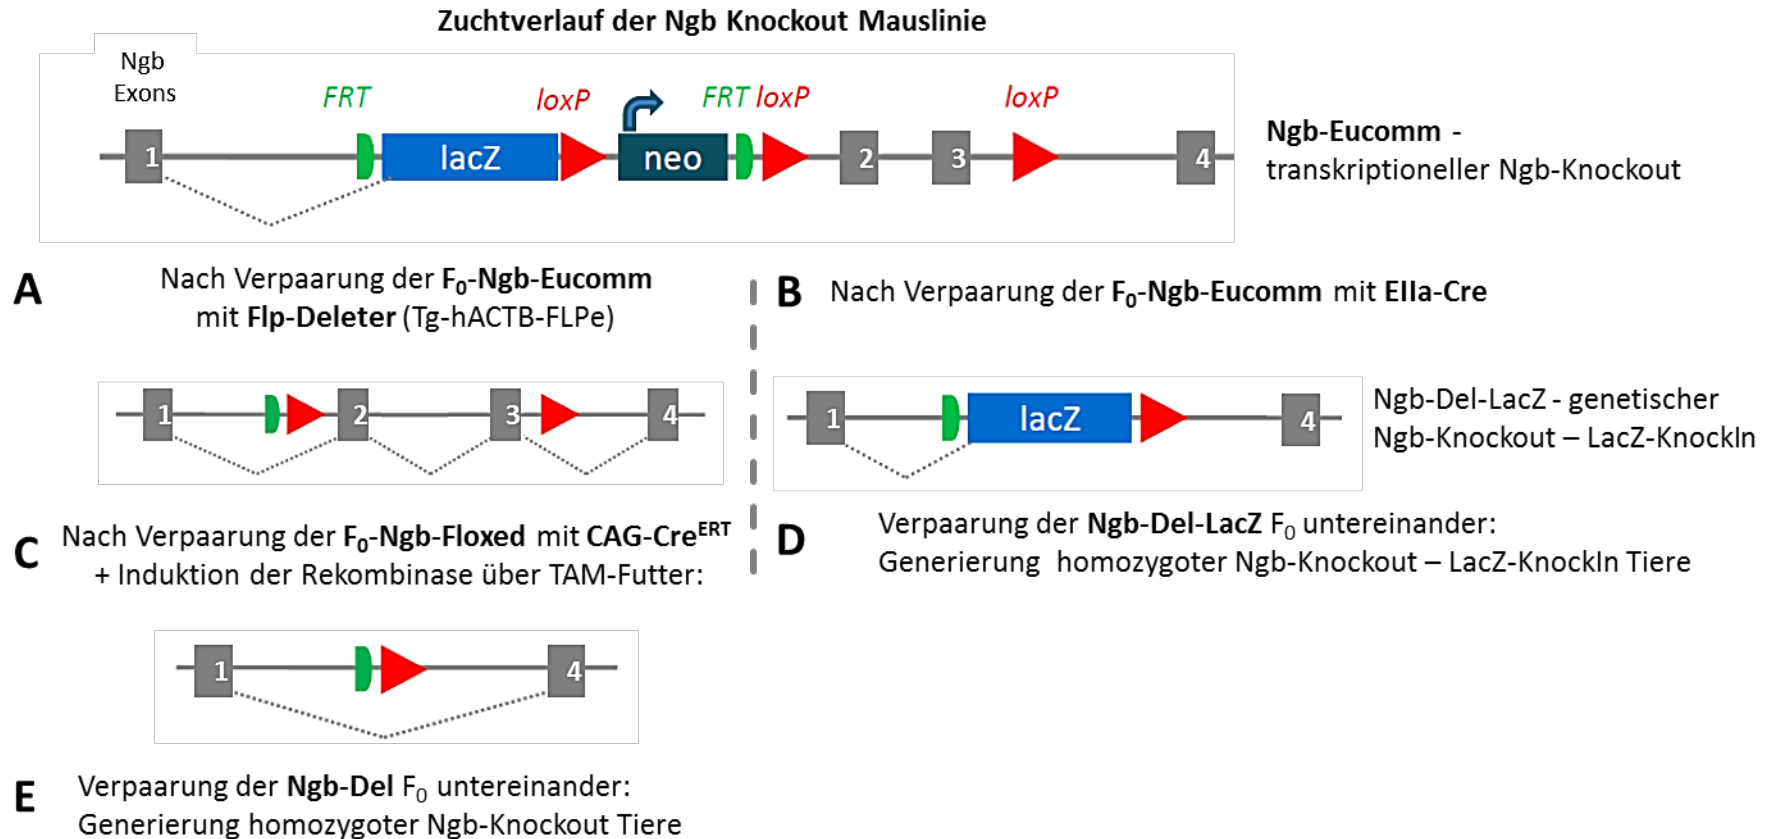 Zuchtverlauf der Ngb Knockout Mauslinie
Ngb
Exons
FRT
loxP
FRT loxP
loxP
1
lacZ
neo
2
3
4
Ngb-Eucomm -
transkriptioneller Ngb-Knockout
A
Nach Verpaarung der F₀-Ngb-Eucomm
mit Flp-Deleter (Tg-hACTB-FLPe)
1
2
3
4
B
Nach Verpaarung der F₀-Ngb-Eucomm mit EIIa-Cre
1
lacZ
4
Ngb-Del-LacZ - genetischer
Ngb-Knockout – LacZ-KnockIn
C
Nach Verpaarung der F₀-Ngb-Floxed mit CAG-Creᴱᴿᵀ
+ Induktion der Rekombinase über TAM-Futter:
1
4
D
Verpaarung der Ngb-Del-LacZ F₀ untereinander:
Generierung homozygoter Ngb-Knockout – LacZ-KnockIn Tiere
E
Verpaarung der Ngb-Del F₀ untereinander:
Generierung homozygoter Ngb-Knockout Tiere